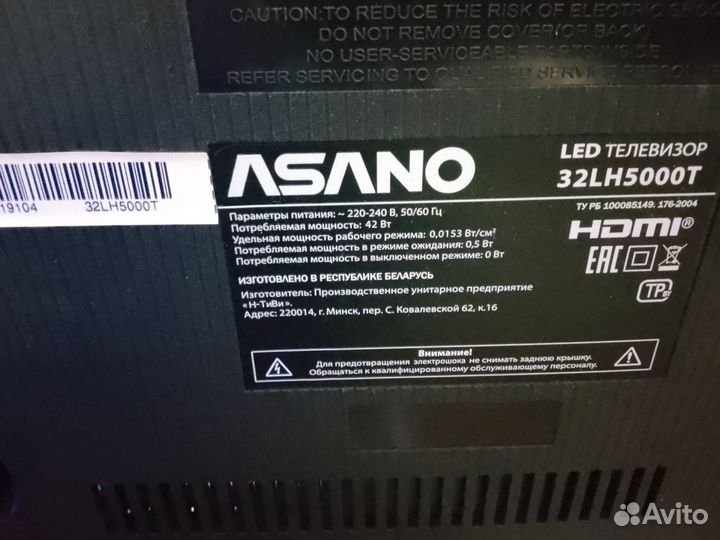 CAUTION:TO REDUCE THE RISK OF ELECTRIC SHOCK
DO NOT REMOVE COVER(OR BACK)
NO USER-SERVICEABLE PARTS INSIDE
REFER SERVICING TO QUALIFIED SERVICE PERSONNEL
19104 32LH5000T
ASANO
LED ТЕЛЕВИЗОР
32LH5000T
ТУ РБ 100085149. 176-2004
HDMI®
EAC
TP BY
Параметры питания: ~ 220-240 В, 50/60 Гц
Потребляемая мощность: 42 Вт
Удельная мощность рабочего режима: 0,0153 Вт/см²
Потребляемая мощность в режиме ожидания: 0,5 Вт
Потребляемая мощность в выключенном режиме: 0 Вт
ИЗГОТОВЛЕНО В РЕСПУБЛИКЕ БЕЛАРУСЬ
Изготовитель: Производственное унитарное предприятие
«Н-ТиВи»
Адрес: 220014, г. Минск, пер. С. Ковалевской 62, к.16
Внимание!
Для предотвращения электрошока не снимать заднюю крышку.
Обращаться к квалифицированному обслуживающему персоналу.
Avito